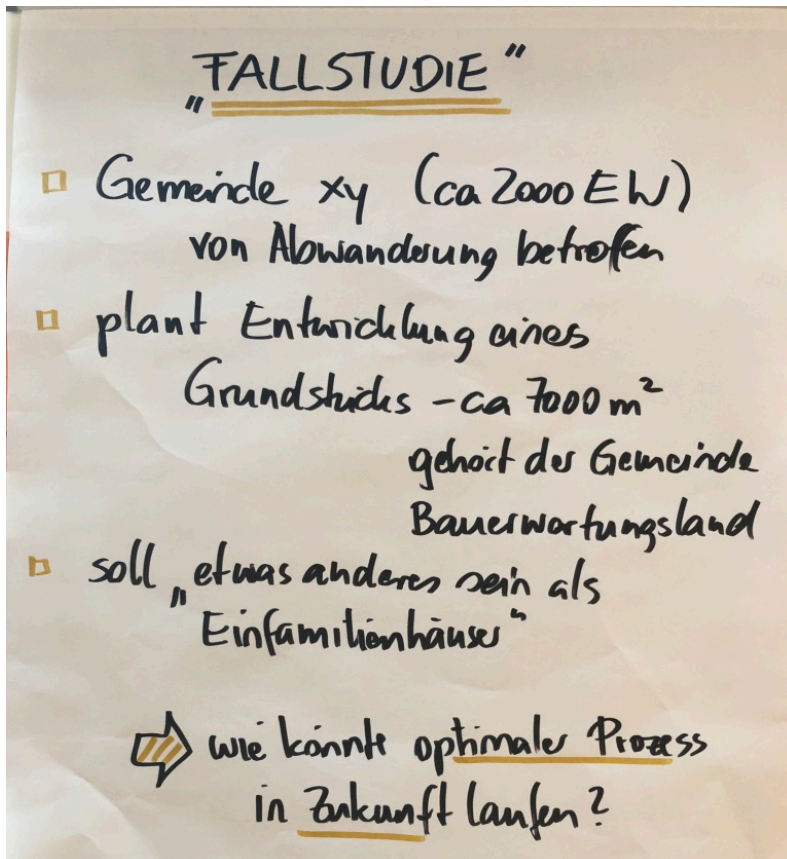 „FALLSTUDIE"
Gemeinde xy (ca 2000 EW)
von Abwanderung betroffen
plant Entwicklung eines
Grundstücks - ca 7000 m²
gehört der Gemeinde
Bauerwartungsland
soll „etwas anderes sein als
Einfamilienhäuser"
wie könnte optimaler Prozess
in Zukunft laufen?